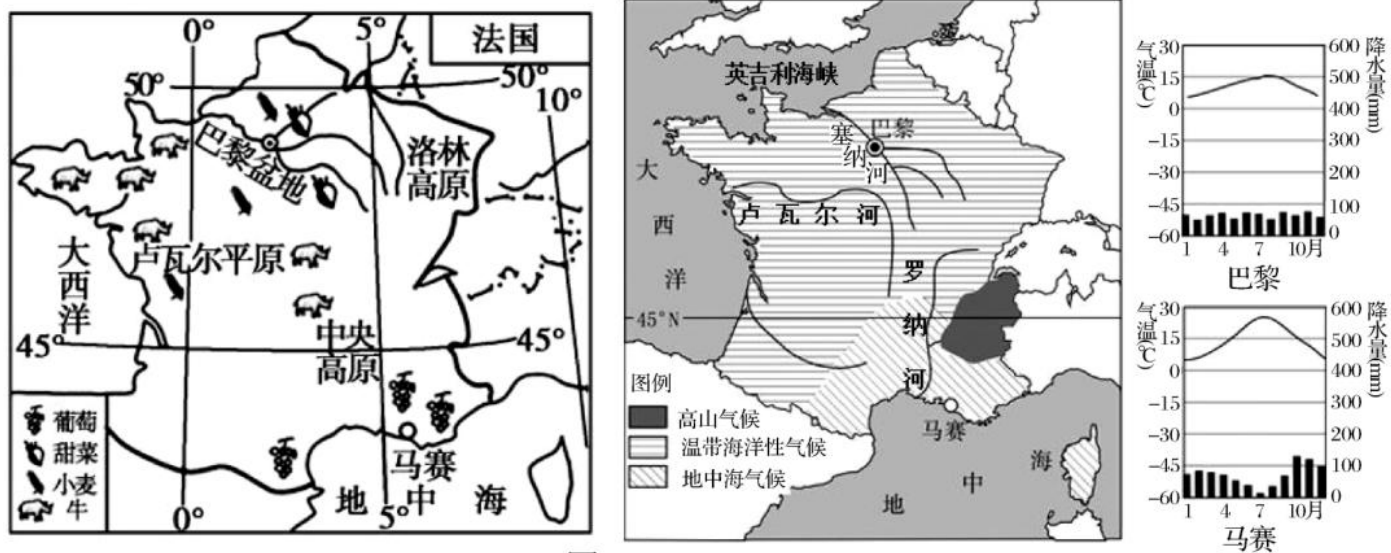 法国
0°
5°
50°
50°
10°
巴黎盆地
洛林
高原
大西洋
卢瓦尔平原
中央
高原
45°
45°
葡萄
甜菜
小麦
牛
马赛
地中海
0°
5°
英吉利海峡
塞纳河
巴黎
大西洋
卢瓦尔河
罗纳河
45°N
图例
高山气候
温带海洋性气候
地中海气候
马赛
地中海
气温(℃)
降水量(mm)
30
15
0
-15
-30
-45
-60
600
500
400
300
200
100
0
1 4 7 10月
巴黎
气温(℃)
降水量(mm)
30
15
0
-15
-30
-45
-60
600
500
400
300
200
100
0
1 4 7 10月
马赛